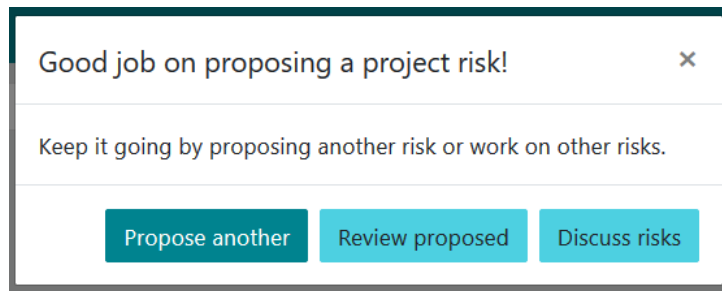 Good job on proposing a project risk!
×
Keep it going by proposing another risk or work on other risks.
Propose another
Review proposed
Discuss risks